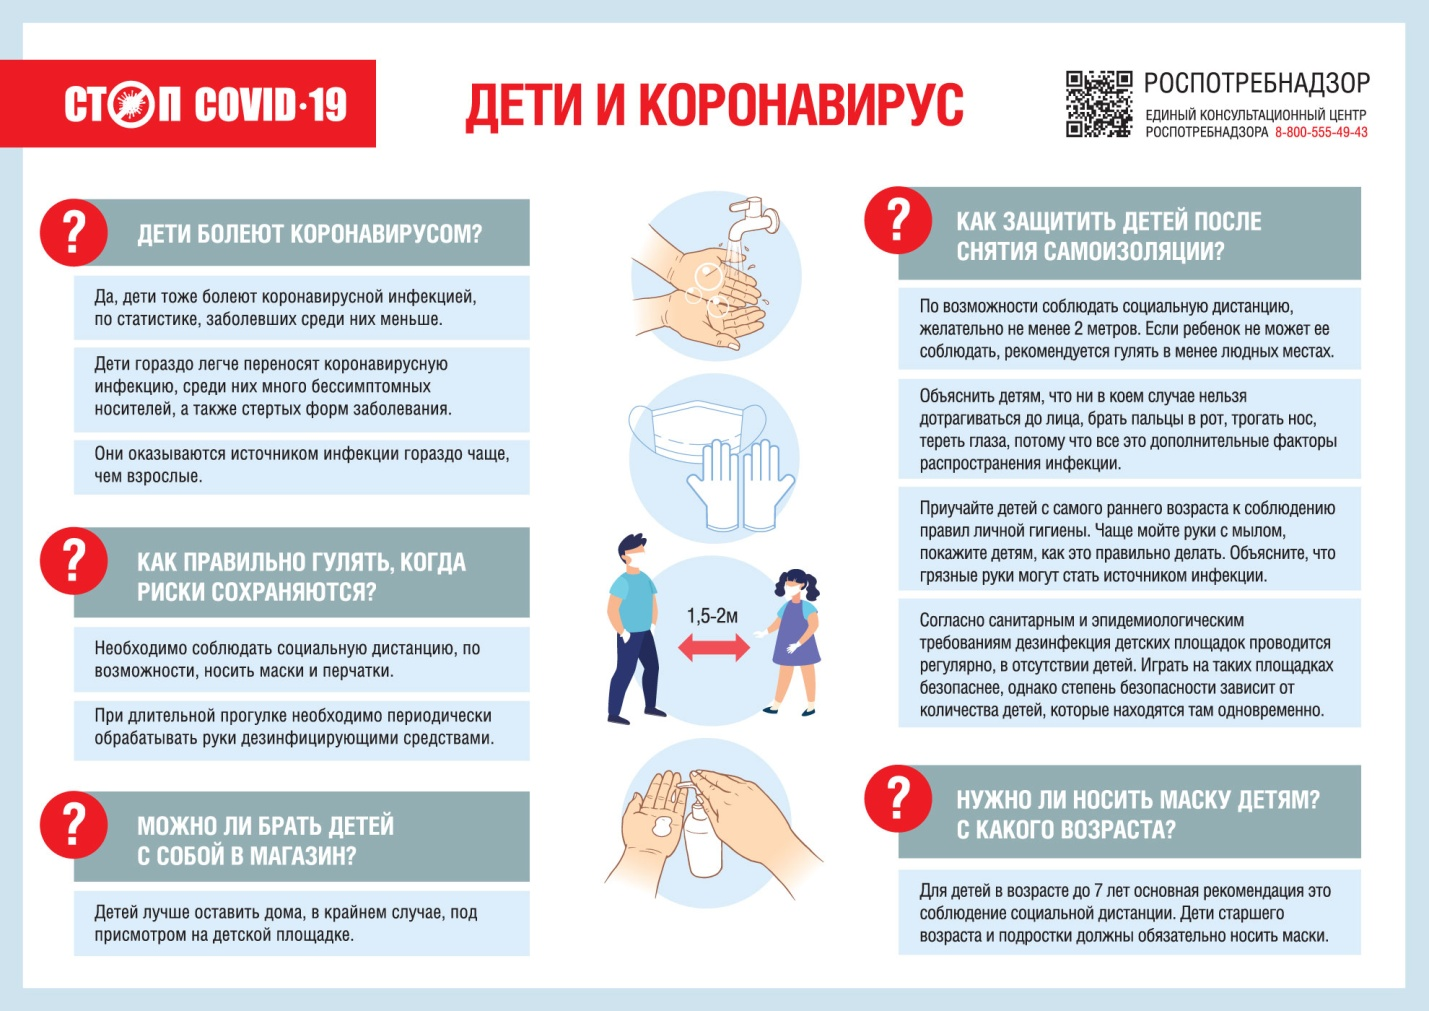 СТОП COVID·19
ДЕТИ И КОРОНАВИРУС
РОСПОТРЕБНАДЗОР
ЕДИНЫЙ КОНСУЛЬТАЦИОННЫЙ ЦЕНТР
РОСПОТРЕБНАДЗОРА 8-800-555-49-43
?
ДЕТИ БОЛЕЮТ КОРОНАВИРУСОМ?
Да, дети тоже болеют коронавирусной инфекцией,
по статистике, заболевших среди них меньше.
Дети гораздо легче переносят коронавирусную
инфекцию, среди них много бессимптомных
носителей, а также стертых форм заболевания.
Они оказываются источником инфекции гораздо чаще,
чем взрослые.
?
КАК ПРАВИЛЬНО ГУЛЯТЬ, КОГДА
РИСКИ СОХРАНЯЮТСЯ?
Необходимо соблюдать социальную дистанцию, по
возможности, носить маски и перчатки.
При длительной прогулке необходимо периодически
обрабатывать руки дезинфицирующими средствами.
?
МОЖНО ЛИ БРАТЬ ДЕТЕЙ
С СОБОЙ В МАГАЗИН?
Детей лучше оставить дома, в крайнем случае, под
присмотром на детской площадке.
1,5-2м
?
КАК ЗАЩИТИТЬ ДЕТЕЙ ПОСЛЕ
СНЯТИЯ САМОИЗОЛЯЦИИ?
По возможности соблюдать социальную дистанцию,
желательно не менее 2 метров. Если ребенок не может ее
соблюдать, рекомендуется гулять в менее людных местах.
Объяснить детям, что ни в коем случае нельзя
дотрагиваться до лица, брать пальцы в рот, трогать нос,
тереть глаза, потому что все это дополнительные факторы
распространения инфекции.
Приучайте детей с самого раннего возраста к соблюдению
правил личной гигиены. Чаще мойте руки с мылом,
покажите детям, как это правильно делать. Объясните, что
грязные руки могут стать источником инфекции.
Согласно санитарным и эпидемиологическим
требованиям дезинфекция детских площадок проводится
регулярно, в отсутствии детей. Играть на таких площадках
безопаснее, однако степень безопасности зависит от
количества детей, которые находятся там одновременно.
?
НУЖНО ЛИ НОСИТЬ МАСКУ ДЕТЯМ?
С КАКОГО ВОЗРАСТА?
Для детей в возрасте до 7 лет основная рекомендация это
соблюдение социальной дистанции. Дети старшего
возраста и подростки должны обязательно носить маски.